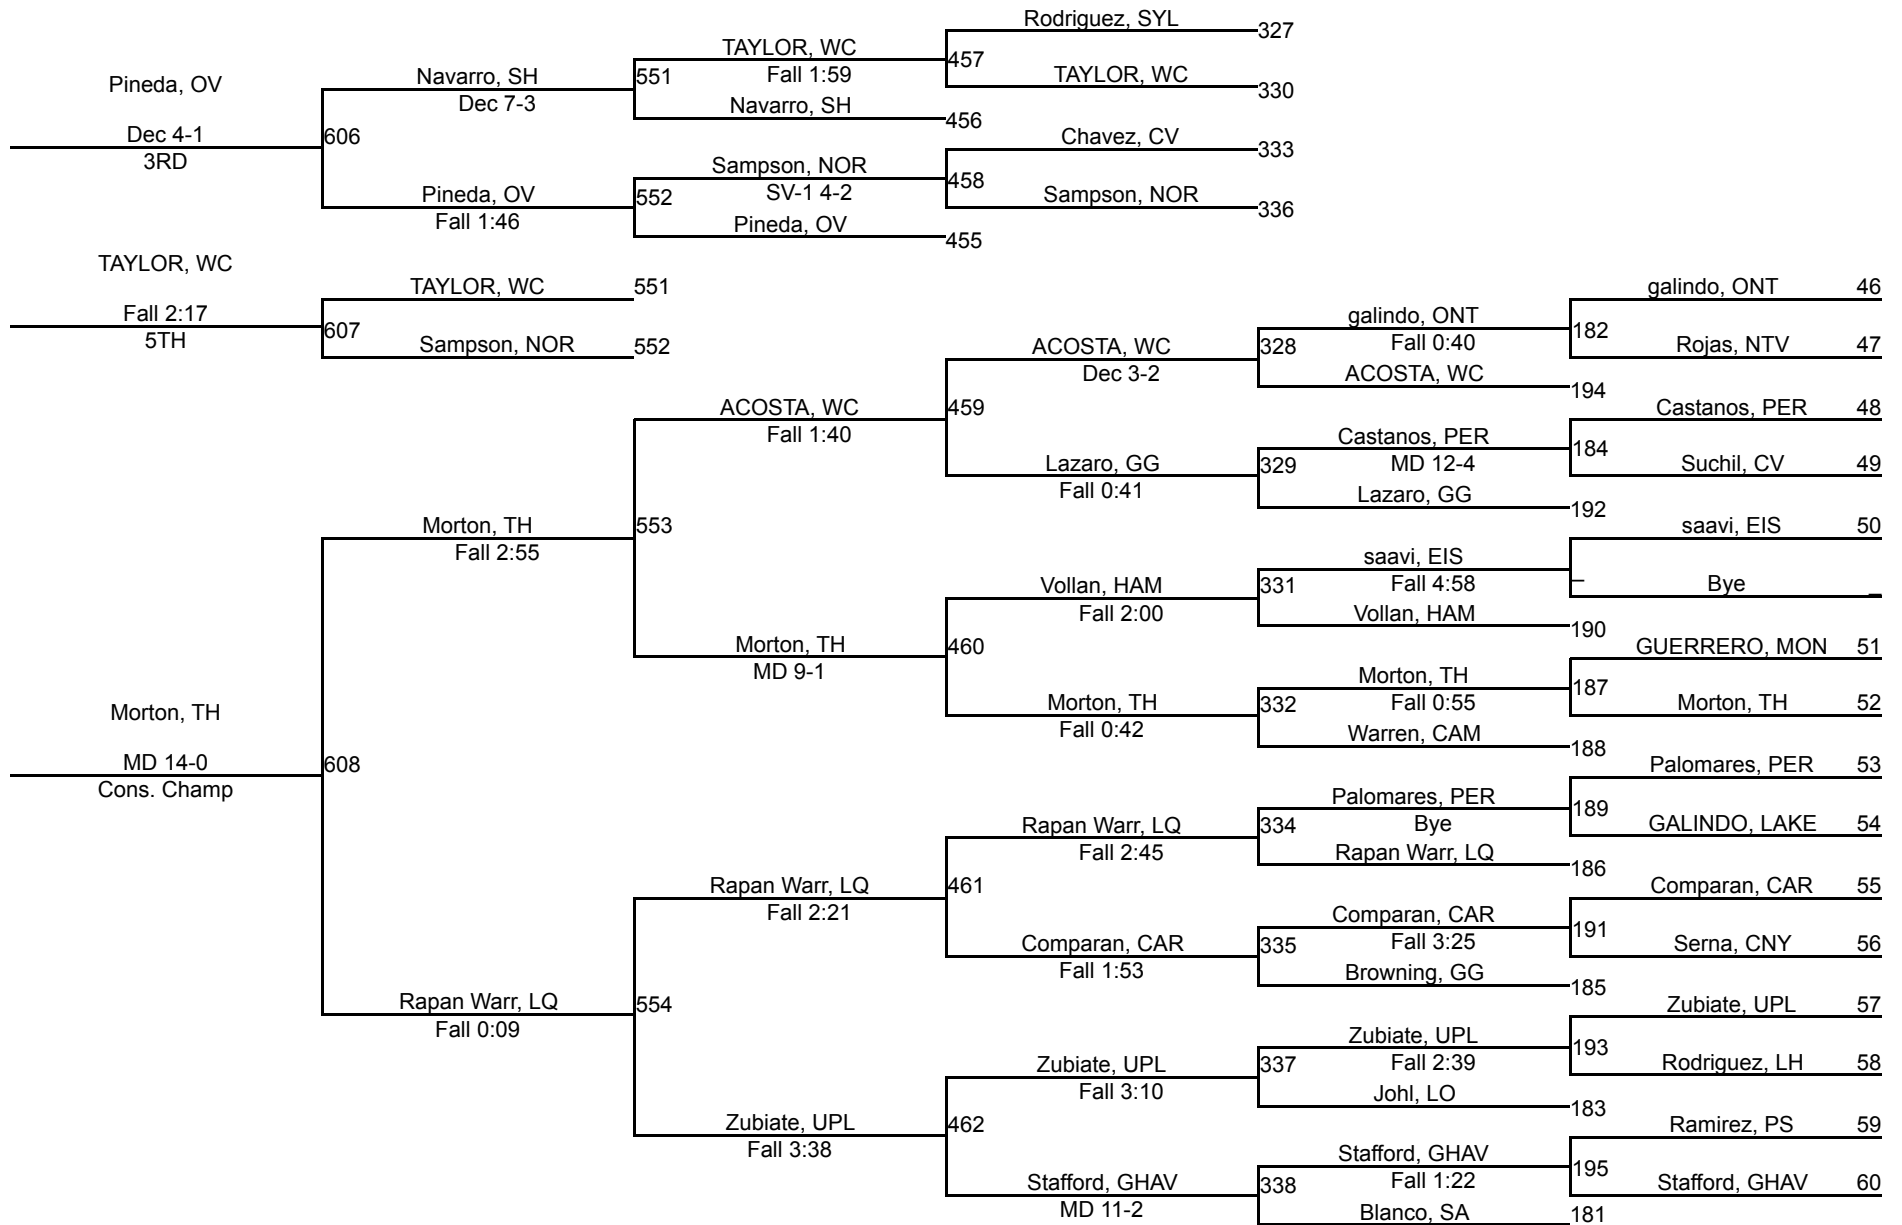 Rodriguez, SYL
327
TAYLOR, WC
457
Fall 1:59
TAYLOR, WC
330
Pineda, OV
Navarro, SH
551
Dec 7-3
Navarro, SH
456
Dec 4-1
606
3RD
Chavez, CV
333
Sampson, NOR
458
SV-1 4-2
Sampson, NOR
336
Pineda, OV
552
Fall 1:46
Pineda, OV
455
TAYLOR, WC
Fall 2:17
5TH
TAYLOR, WC
551
607
Sampson, NOR
552
galindo, ONT 46
galindo, ONT
182
Fall 0:40
Rojas, NTV 47
ACOSTA, WC
328
Dec 3-2
ACOSTA, WC
194
ACOSTA, WC
459
Fall 1:40
Castanos, PER 48
Castanos, PER
184
MD 12-4
Suchil, CV 49
Lazaro, GG
329
Fall 0:41
Lazaro, GG
192
Morton, TH
553
Fall 2:55
saavi, EIS 50
saavi, EIS
_
Fall 4:58
Bye _
Vollan, HAM
331
Fall 2:00
Vollan, HAM
190
Morton, TH
460
MD 9-1
GUERRERO, MON 51
Morton, TH
187
Fall 0:55
Morton, TH 52
Morton, TH
332
Fall 0:42
Warren, CAM
188
Morton, TH
MD 14-0
608
Cons. Champ
Palomares, PER 53
Palomares, PER
189
Bye
GALINDO, LAKE 54
Rapan Warr, LQ
334
Fall 2:45
Rapan Warr, LQ
186
Rapan Warr, LQ
461
Fall 2:21
Comparan, CAR 55
Comparan, CAR
191
Fall 3:25
Serna, CNY 56
Comparan, CAR
335
Fall 1:53
Browning, GG
185
Rapan Warr, LQ
554
Fall 0:09
Zubiate, UPL 57
Zubiate, UPL
193
Fall 2:39
Rodriguez, LH 58
Zubiate, UPL
337
Fall 3:10
Johl, LO
183
Zubiate, UPL
462
Fall 3:38
Ramirez, PS 59
Stafford, GHAV
195
Fall 1:22
Stafford, GHAV 60
Stafford, GHAV
338
MD 11-2
Blanco, SA
181